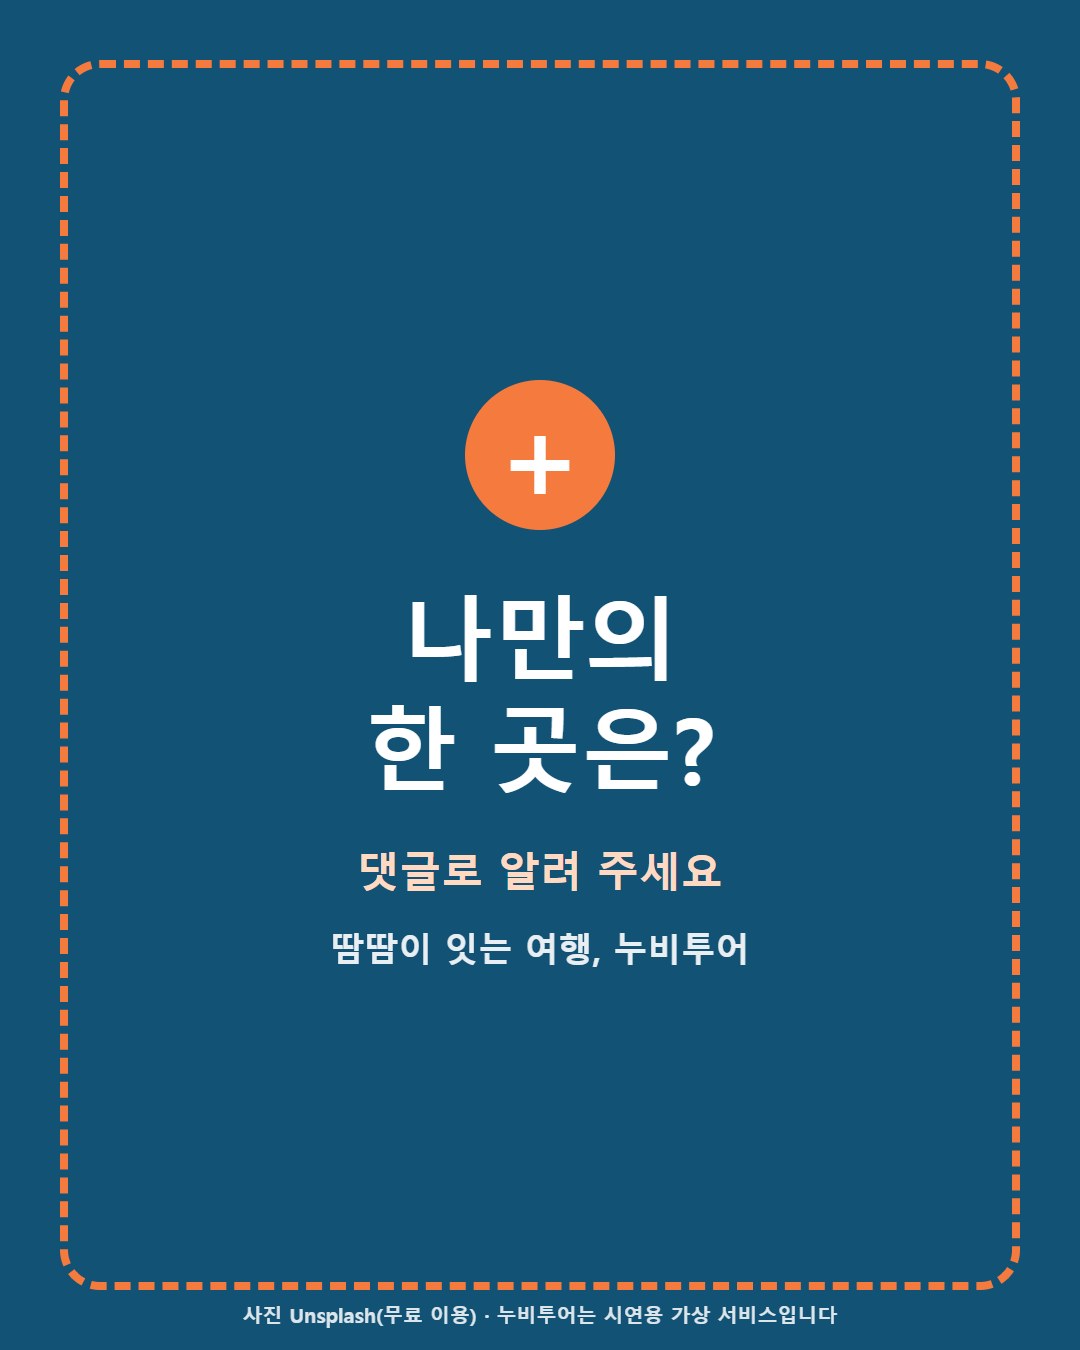 +
나만의
한 곳은?
댓글로 알려 주세요
땀땀이 잇는 여행, 누비투어
사진 Unsplash(무료 이용) · 누비투어는 시연용 가상 서비스입니다